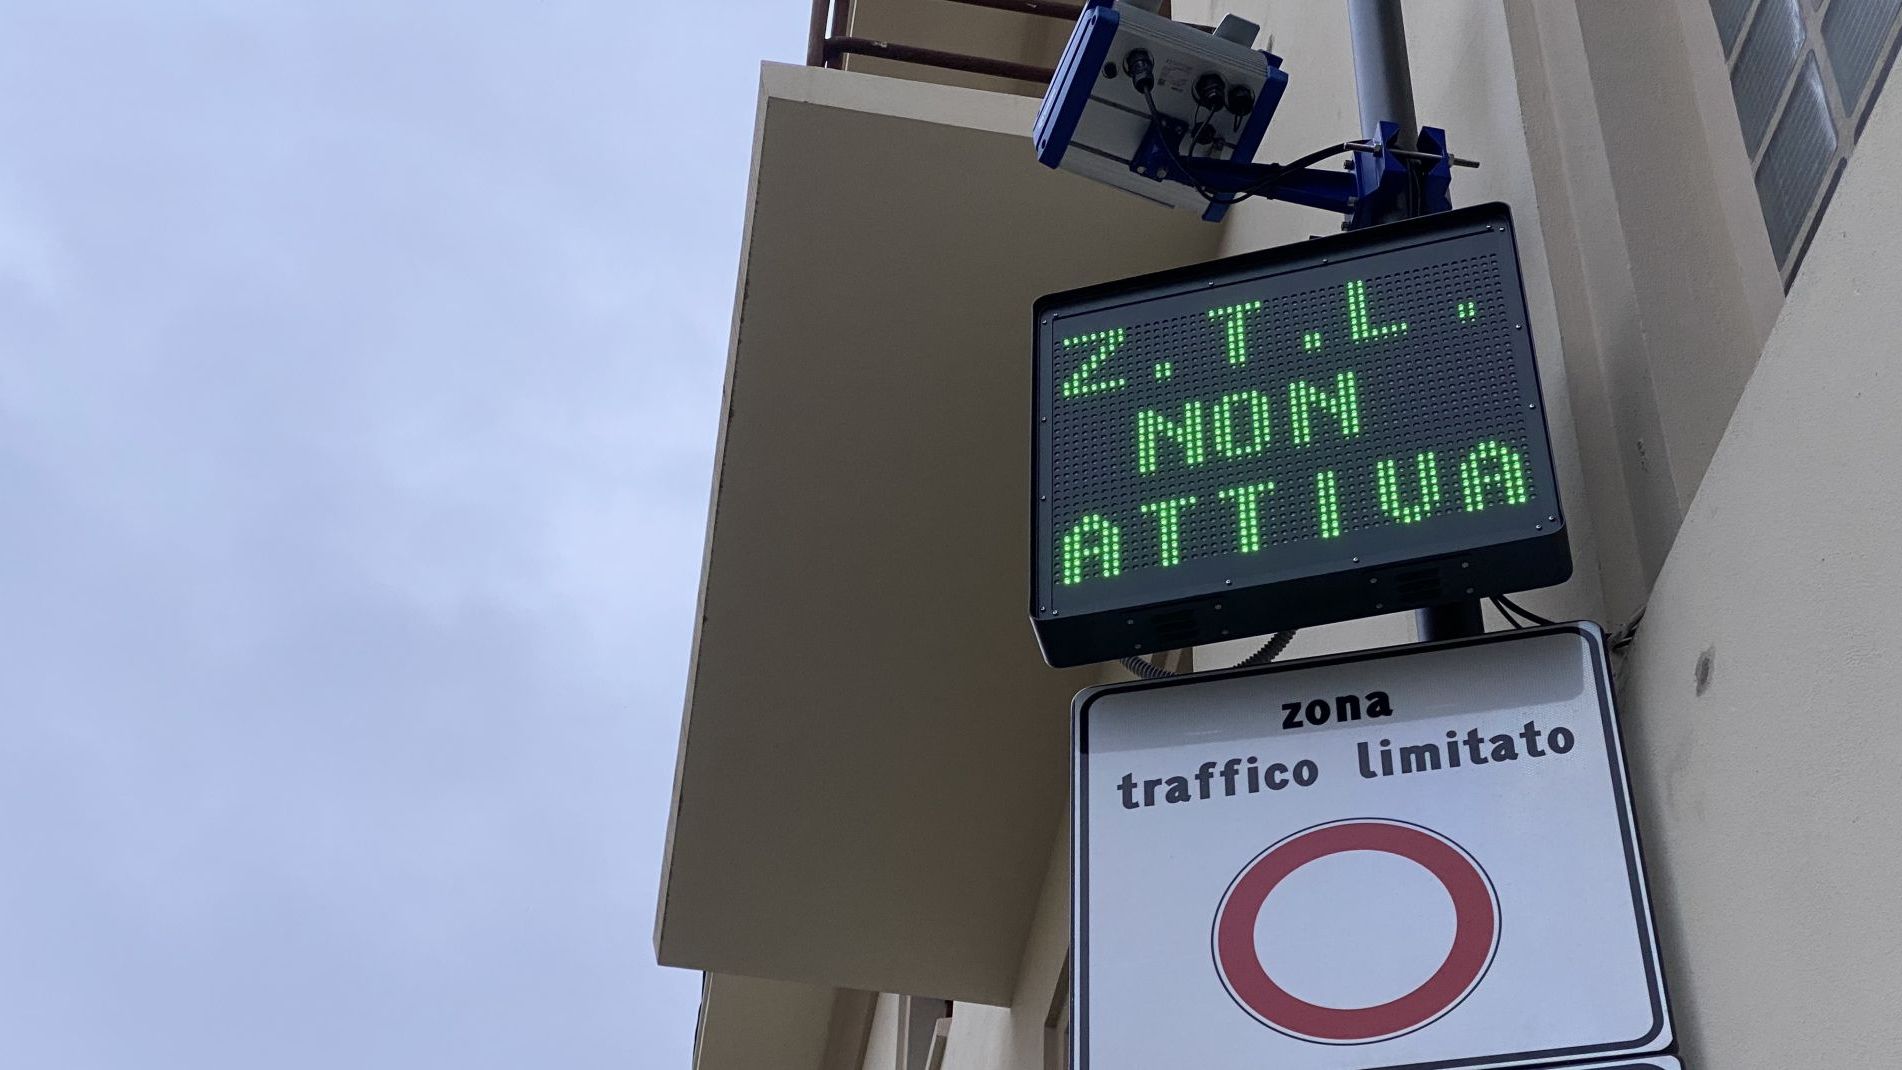 Z.T.L.
NON
ATTIVA
zona
traffico limitato